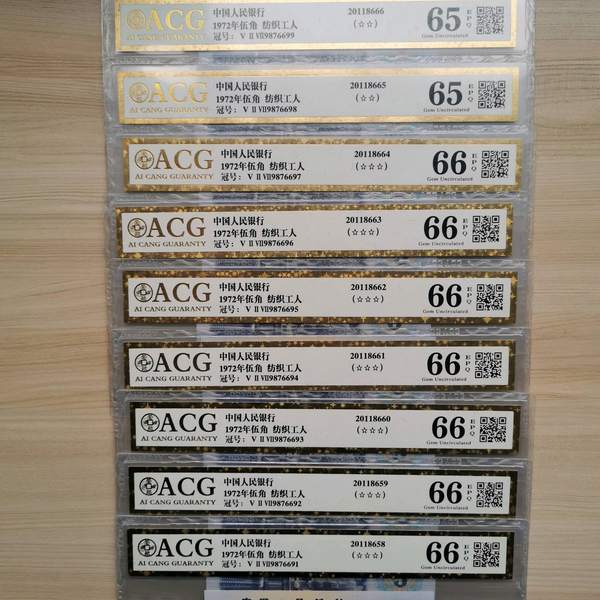 ACG
AI CANG GUARANTY
中国人民银行
1972年伍角 纺织工人
冠号: V II VII9876699
20118666
(☆☆)
65 EPQ
Gem Uncirculated
ACG
AI CANG GUARANTY
中国人民银行
1972年伍角 纺织工人
冠号: V II VII9876698
20118665
(☆☆)
65 EPQ
Gem Uncirculated
ACG
AI CANG GUARANTY
中国人民银行
1972年伍角 纺织工人
冠号: V II VII9876697
20118664
(☆☆☆)
66 EPQ
Gem Uncirculated
ACG
AI CANG GUARANTY
中国人民银行
1972年伍角 纺织工人
冠号: V II VII9876696
20118663
(☆☆☆)
66 EPQ
Gem Uncirculated
ACG
AI CANG GUARANTY
中国人民银行
1972年伍角 纺织工人
冠号: V II VII9876695
20118662
(☆☆☆)
66 EPQ
Gem Uncirculated
ACG
AI CANG GUARANTY
中国人民银行
1972年伍角 纺织工人
冠号: V II VII9876694
20118661
(☆☆☆)
66 EPQ
Gem Uncirculated
ACG
AI CANG GUARANTY
中国人民银行
1972年伍角 纺织工人
冠号: V II VII9876693
20118660
(☆☆☆)
66 EPQ
Gem Uncirculated
ACG
AI CANG GUARANTY
中国人民银行
1972年伍角 纺织工人
冠号: V II VII9876692
20118659
(☆☆☆)
66 EPQ
Gem Uncirculated
ACG
AI CANG GUARANTY
中国人民银行
1972年伍角 纺织工人
冠号: V II VII9876691
20118658
(☆☆☆)
66 EPQ
Gem Uncirculated